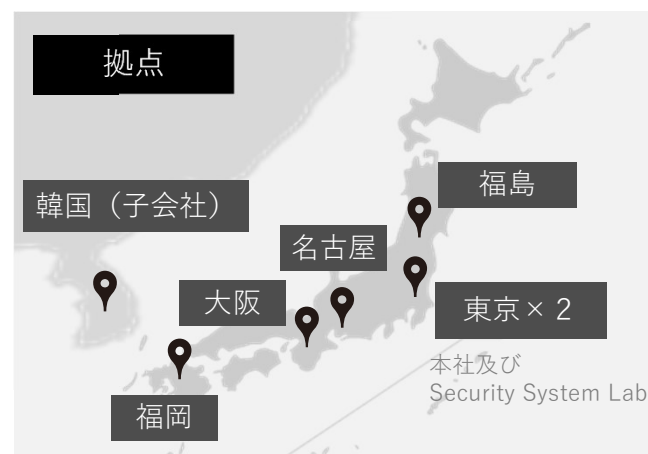 拠点
福島
韓国（子会社）
名古屋
大阪
東京×２
本社及び
Security System Lab
福岡